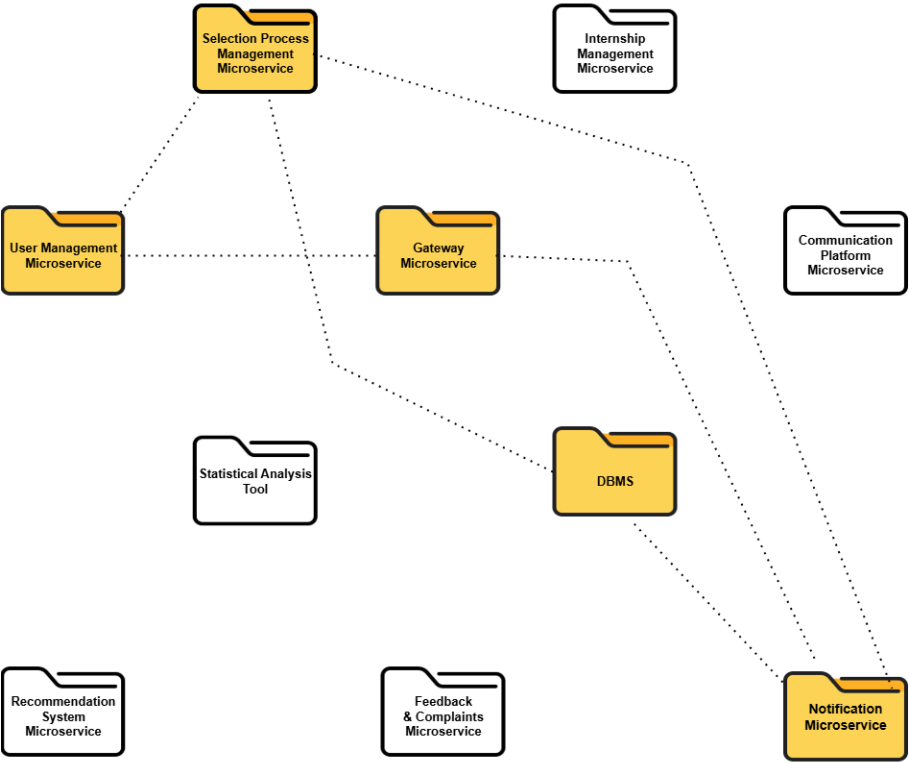 Selection Process
Management
Microservice
Internship
Management
Microservice
User Management
Microservice
Gateway
Microservice
Communication
Platform
Microservice
Statistical Analysis
Tool
DBMS
Recommendation
System
Microservice
Feedback
& Complaints
Microservice
Notification
Microservice